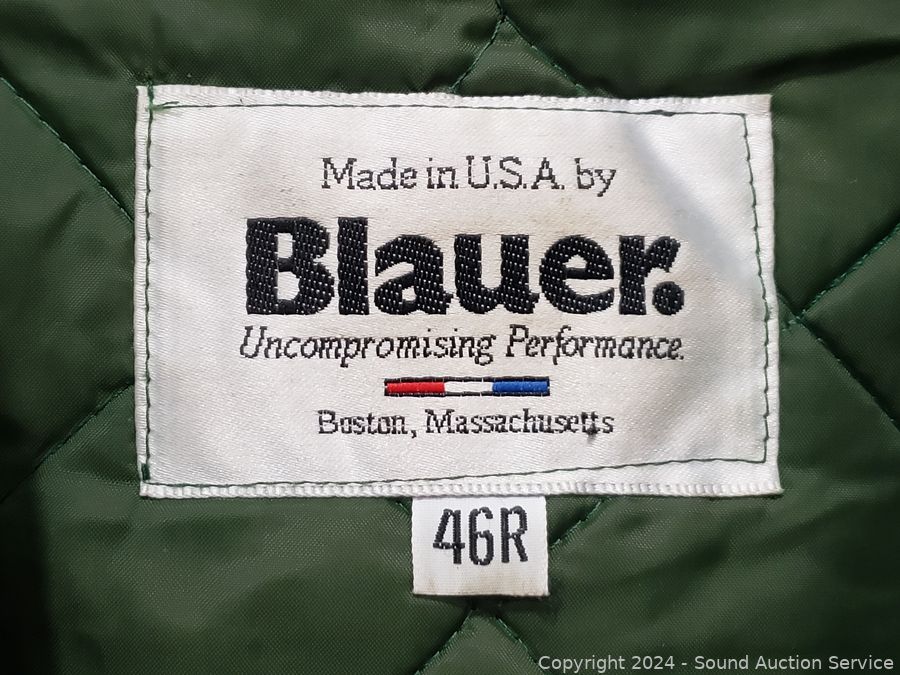 Made in U.S.A. by
Blauer.
Uncompromising Performance.
Boston, Massachusetts
46R
Copyright 2024 - Sound Auction Service